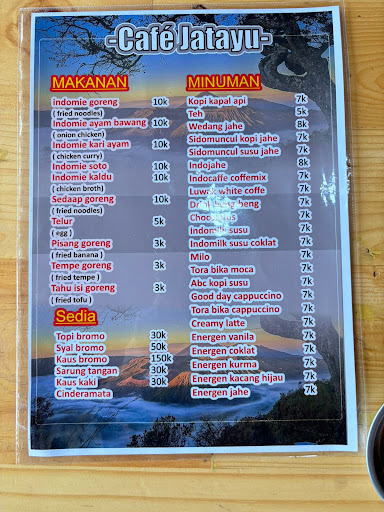 -Café Jatayu-
MAKANAN
Indomie goreng 10k
( fried noodles)
Indomie ayam bawang 10k
(onion chicken)
Indomie kari ayam 10k
( chicken curry)
Indomie soto 10k
Indomie kaldu 10k
( chicken broth)
Sedaap goreng 10k
( fried noodles)
Telur 5k
( egg )
Pisang goreng 3k
( fried banana )
Tempe goreng 3k
( fried tempe )
Tahu isi goreng 3k
( fried tofu )
Sedia
Topi bromo 30k
Syal bromo 50k
Kaus bromo 150k
Sarung tangan 30k
Kaus kaki 30k
Cinderamata
MINUMAN
Kopi kapal api 7k
Teh 5k
Wedang jahe 8k
Sidomuncul kopi jahe 7k
Sidomuncul susu jahe 7k
Indojahe 8k
Indocaffe coffemix 7k
Luwak white coffe 7k
beng 7k
7k
Indomilk susu 7k
Indomilk susu coklat 7k
Milo 7k
Tora bika moca 7k
Abc kopi susu 7k
Good day cappuccino 7k
Tora bika cappuccino 7k
Creamy latte 7k
Energen vanila 7k
Energen coklat 7k
Energen kurma 7k
Energen kacang hijau 7k
Energen jahe 7k